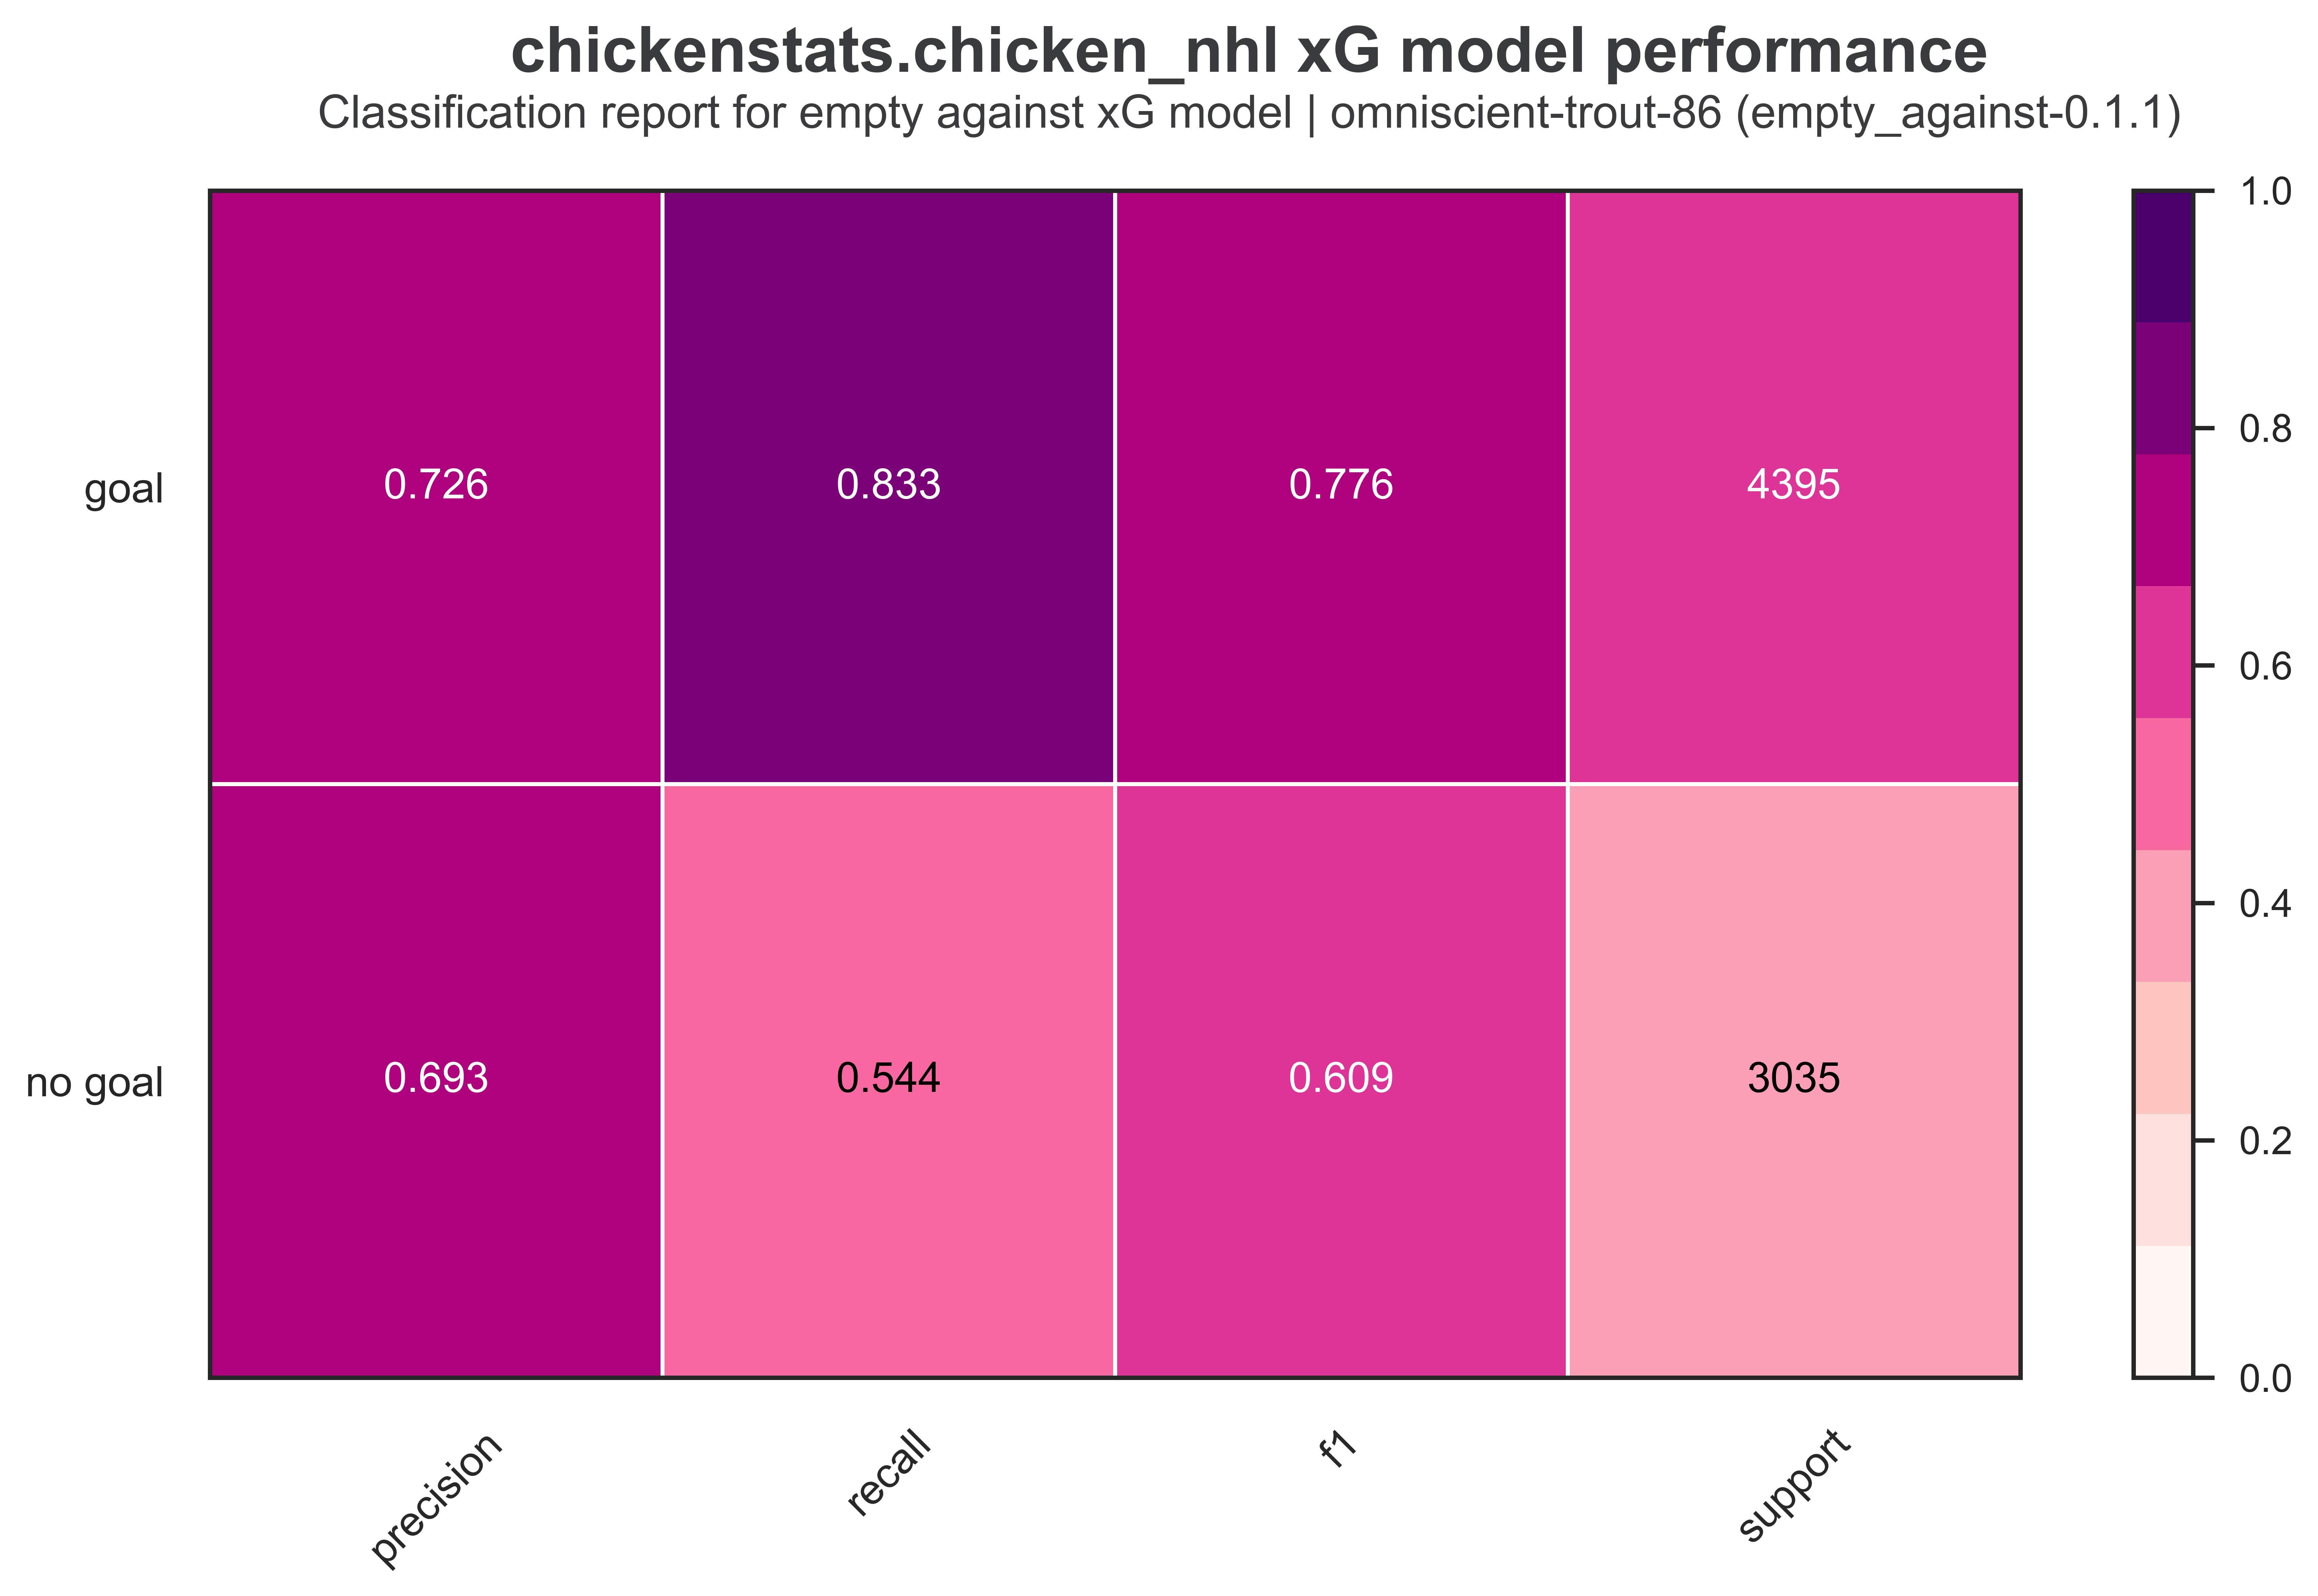 chickenstats.chicken_nhl xG model performance
Classification report for empty against xG model | omniscient-trout-86 (empty_against-0.1.1)
1.0
0.8
goal 0.726 0.833 0.776 4395
0.6
0.4
no goal 0.693 0.544 0.609 3035
0.2
0.0
precision recall f1 support